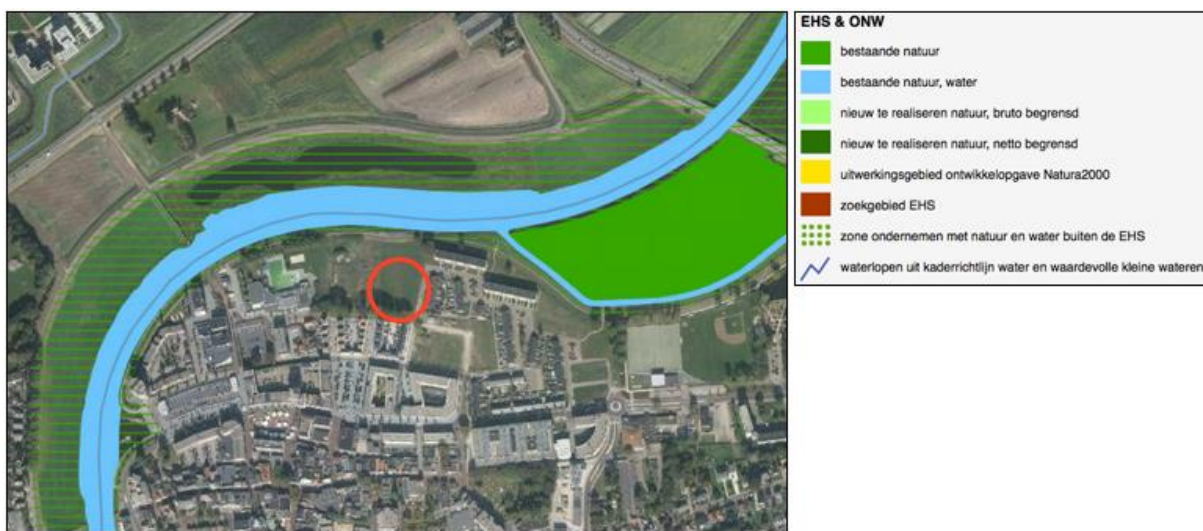 EHS & ONW
bestaande natuur
bestaande natuur, water
nieuw te realiseren natuur, bruto begrensd
nieuw te realiseren natuur, netto begrensd
uitwerkingsgebied ontwikkelopgave Natura2000
zoekgebied EHS
zone ondernemen met natuur en water buiten de EHS
waterlopen uit kaderrichtlijn water en waardevolle kleine wateren